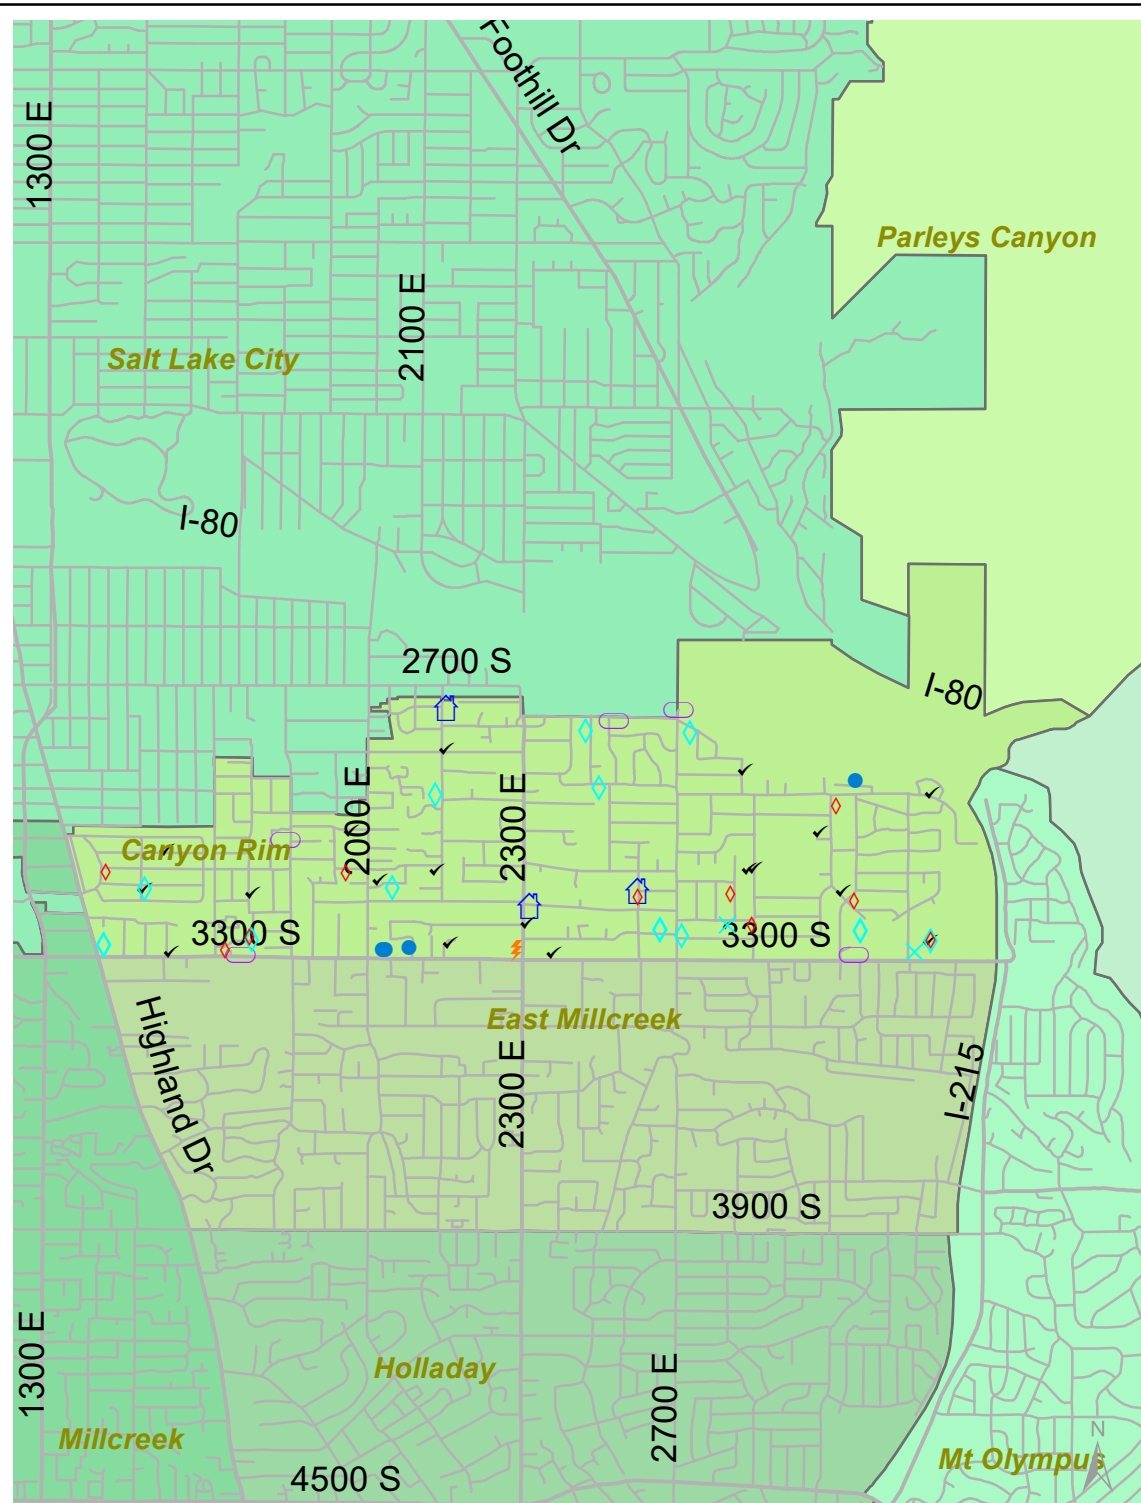 Foothill Dr
1300 E
Parleys Canyon
2100 E
Salt Lake City
I-80
2700 S
I-80
2000 E
2300 E
Canyon Rim
3300 S
3300 S
East Millcreek
Highland Dr
2300 E
I-215
3900 S
1300 E
Holladay
2700 E
Millcreek
N
Mt Olympus
4500 S